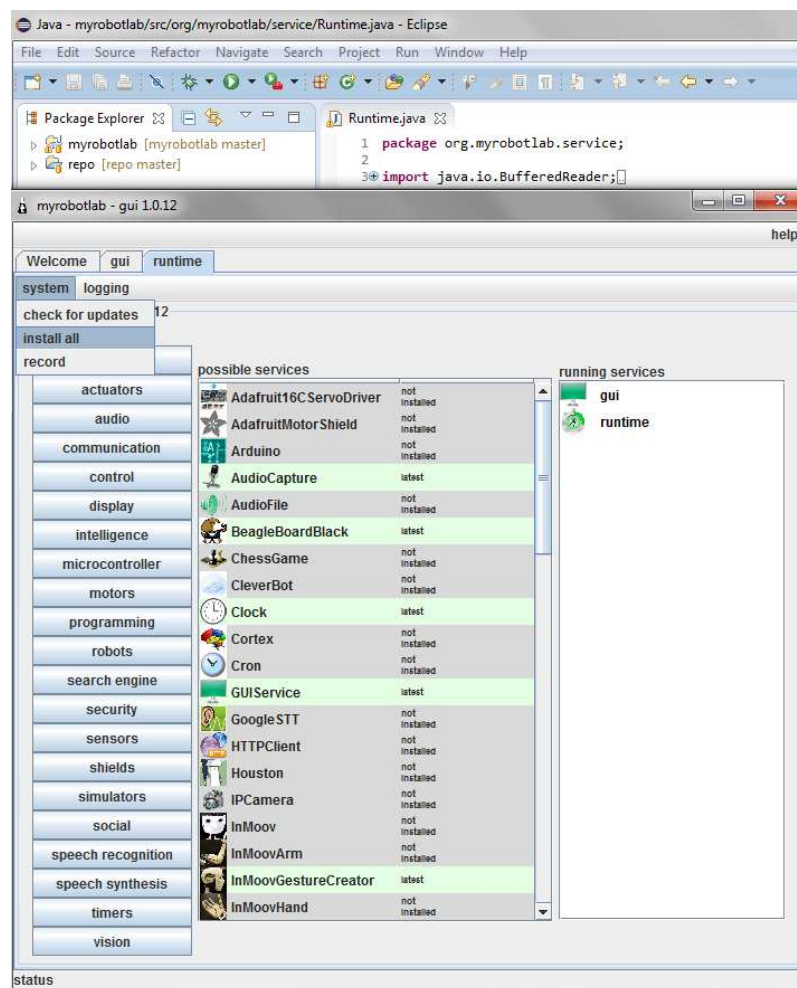 Java - myrobotlab/src/org/myrobotlab/service/Runtime.java - Eclipse
File Edit Source Refactor Navigate Search Project Run Window Help
Package Explorer
Runtime.java
myrobotlab [myrobotlab master]
repo [repo master]
1 package org.myrobotlab.service;
2
3 import java.io.BufferedReader;
myrobotlab - gui 1.0.12
help
Welcome gui runtime
system logging
check for updates
12
install all
record
possible services
running services
actuators
audio
communication
control
display
intelligence
microcontroller
motors
programming
robots
search engine
security
sensors
shields
simulators
social
speech recognition
speech synthesis
timers
vision
Adafruit16CServoDriver not installed
AdafruitMotorShield not installed
Arduino not installed
AudioCapture latest
AudioFile not installed
BeagleBoardBlack latest
ChessGame not installed
CleverBot not installed
Clock latest
Cortex not installed
Cron not installed
GUIService latest
GoogleSTT not installed
HTTPClient not installed
Houston not installed
IPCamera not installed
InMoov not installed
InMoovArm not installed
InMoovGestureCreator latest
InMoovHand not installed
gui
runtime
status